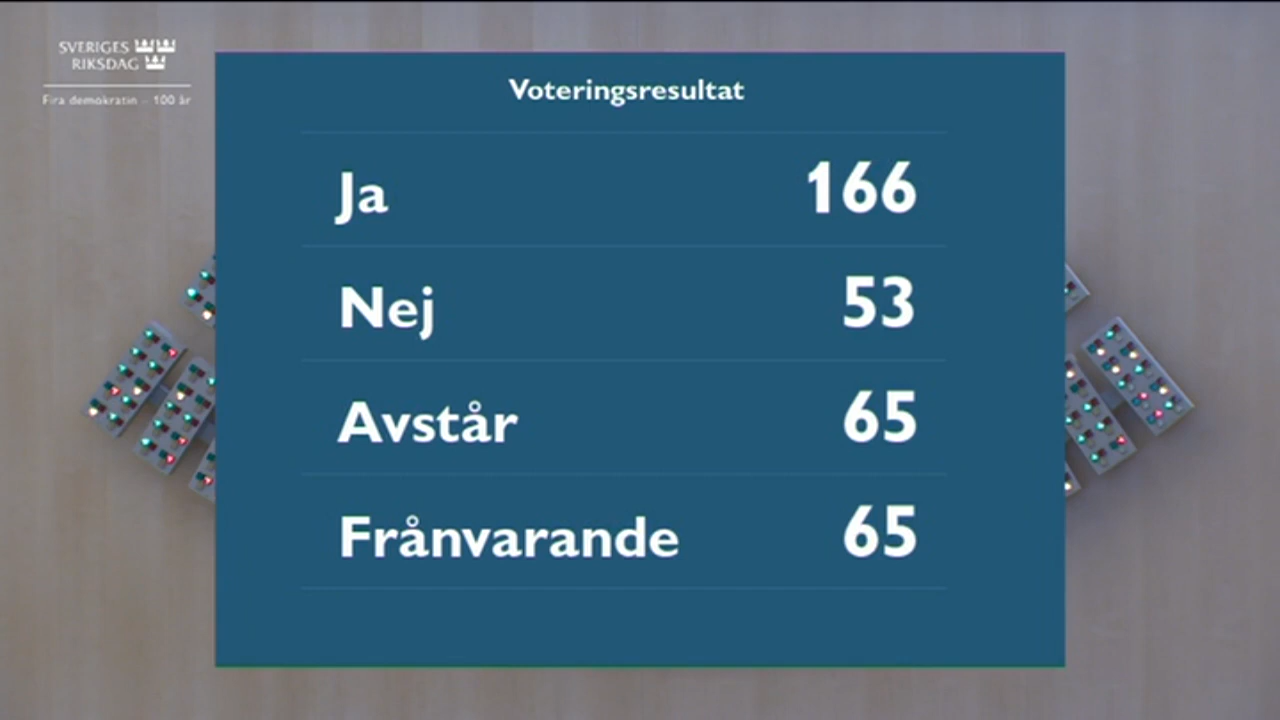 SVERIGES
RIKSDAG
Fira demokratin – 100 år
Voteringsresultat
Ja 166
Nej 53
Avstår 65
Frånvarande 65